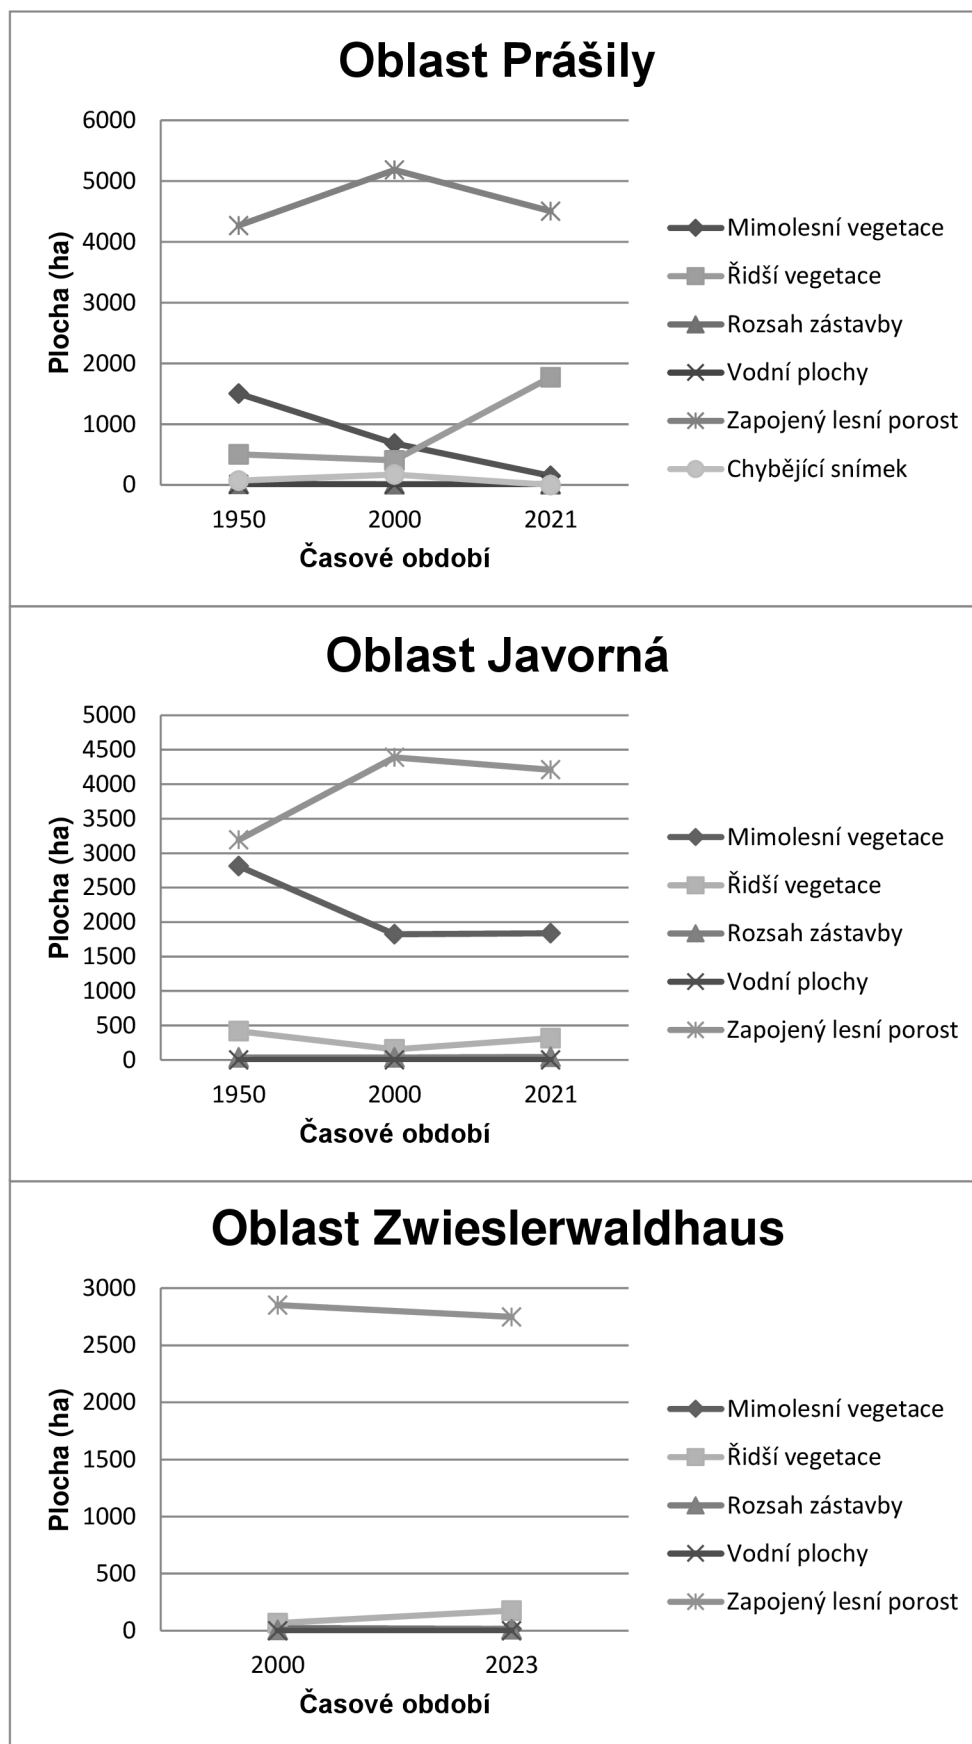 Oblast Prášily
6000
5000
4000
3000
2000
1000
0
Plocha (ha)
1950 2000 2021
Časové období
Mimolesní vegetace
Řidší vegetace
Rozsah zástavby
Vodní plochy
Zapojený lesní porost
Chybějící snímek
Oblast Javorná
5000
4500
4000
3500
3000
2500
2000
1500
1000
500
0
Plocha (ha)
1950 2000 2021
Časové období
Mimolesní vegetace
Řidší vegetace
Rozsah zástavby
Vodní plochy
Zapojený lesní porost
Oblast Zwieslerwaldhaus
3000
2500
2000
1500
1000
500
0
Plocha (ha)
2000 2023
Časové období
Mimolesní vegetace
Řidší vegetace
Rozsah zástavby
Vodní plochy
Zapojený lesní porost